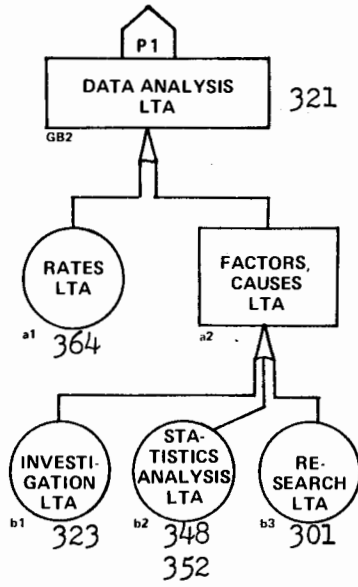 P1
DATA ANALYSIS
LTA
321
GB2
RATES
LTA
a1
364
FACTORS,
CAUSES
LTA
a2
INVESTI-
GATION
LTA
b1
323
STA-
TISTICS
ANALYSIS
LTA
b2
348
352
RE-
SEARCH
LTA
b3
301